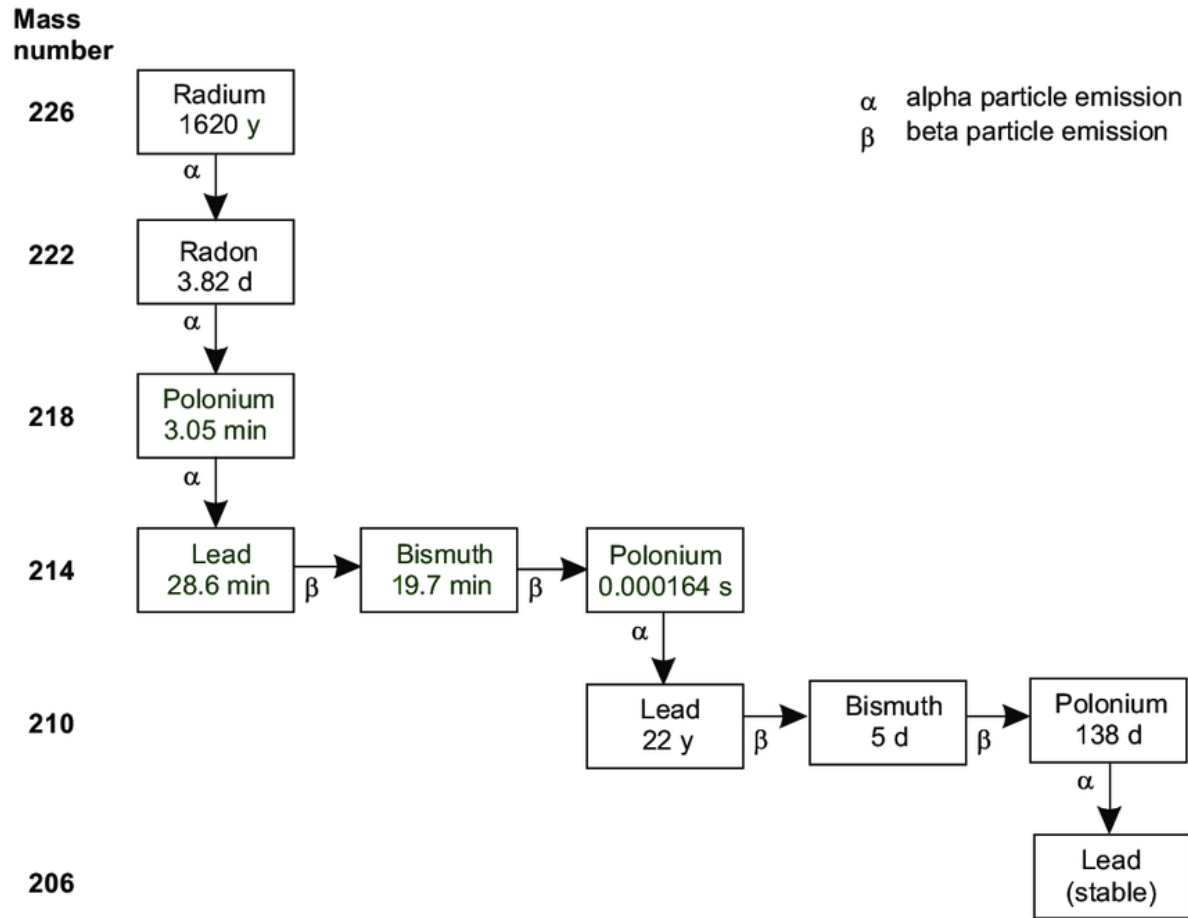 Mass
number
226
Radium
1620 y
α alpha particle emission
β beta particle emission
α
222
Radon
3.82 d
α
218
Polonium
3.05 min
α
214
Lead
28.6 min
β
Bismuth
19.7 min
β
Polonium
0.000164 s
α
210
Lead
22 y
β
Bismuth
5 d
β
Polonium
138 d
α
206
Lead
(stable)